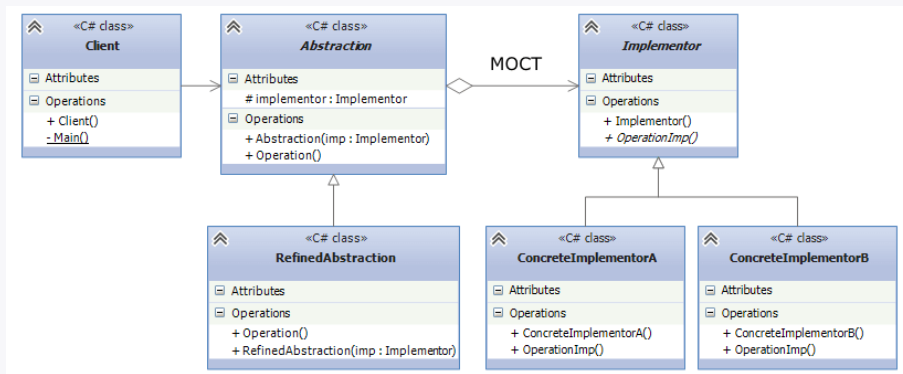 «C# class»
Client
Attributes
Operations
+ Client()
- Main()
«C# class»
Abstraction
Attributes
# implementor : Implementor
Operations
+ Abstraction(imp : Implementor)
+ Operation()
МОСТ
«C# class»
Implementor
Attributes
Operations
+ Implementor()
+ OperationImp()
«C# class»
RefinedAbstraction
Attributes
Operations
+ Operation()
+ RefinedAbstraction(imp : Implementor)
«C# class»
ConcreteImplementorA
Attributes
Operations
+ ConcreteImplementorA()
+ OperationImp()
«C# class»
ConcreteImplementorB
Attributes
Operations
+ ConcreteImplementorB()
+ OperationImp()